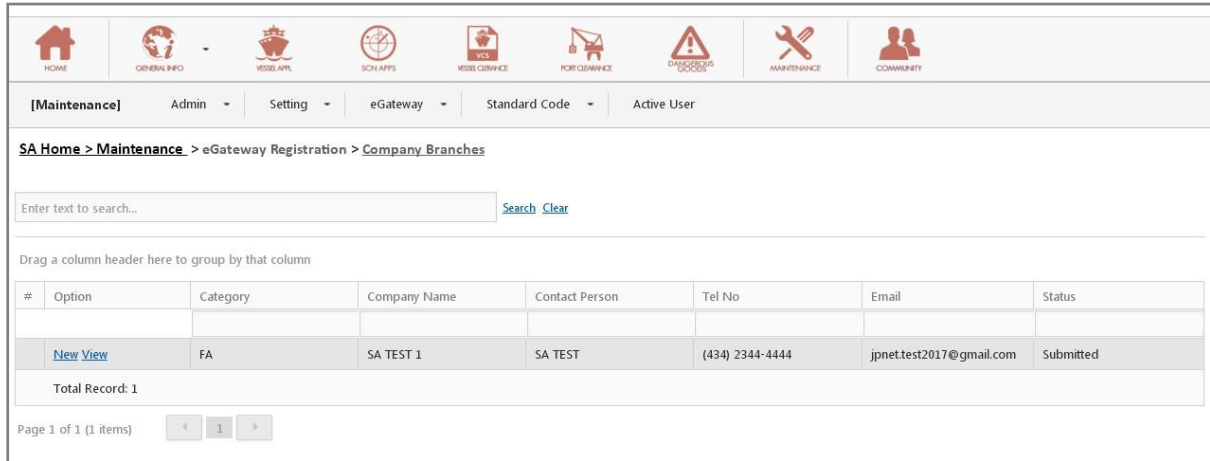 HOME GENERAL INFO VESSEL APPL SCN APPS VCS VESSEL CLERANCE PORT CLEARANCE DANGEROUS GOODS MAINTENANCE COMMUNITY
[Maintenance] Admin Setting eGateway Standard Code Active User
SA Home > Maintenance > eGateway Registration > Company Branches
Enter text to search... Search Clear
Drag a column header here to group by that column
# Option Category Company Name Contact Person Tel No Email Status
New View FA SA TEST 1 SA TEST (434) 2344-4444 jpnet.test2017@gmail.com Submitted
Total Record: 1
Page 1 of 1 (1 items) 1